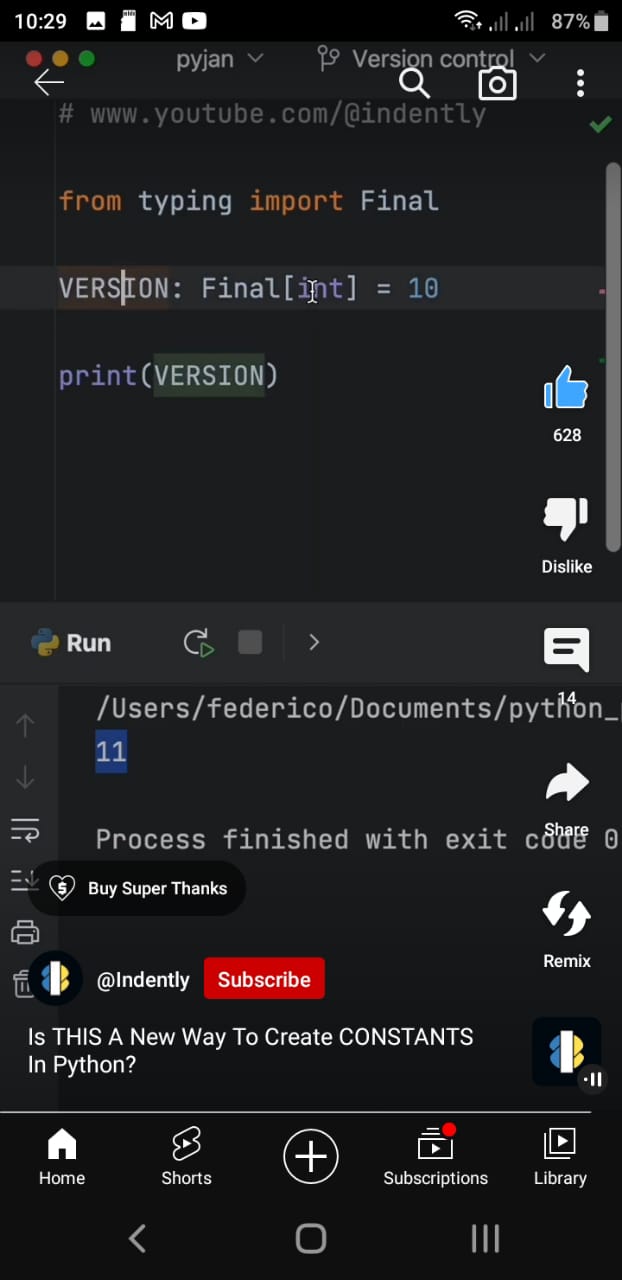 10:29
87%
pyjan
Version control
# www.youtube.com/@indently
from typing import Final
VERSION: Final[int] = 10
print(VERSION)
628
Dislike
Run
14
/Users/federico/Documents/python_
11
Share
Process finished with exit code 0
Buy Super Thanks
Remix
@Indently
Subscribe
Is THIS A New Way To Create CONSTANTS
In Python?
Home
Shorts
Subscriptions
Library